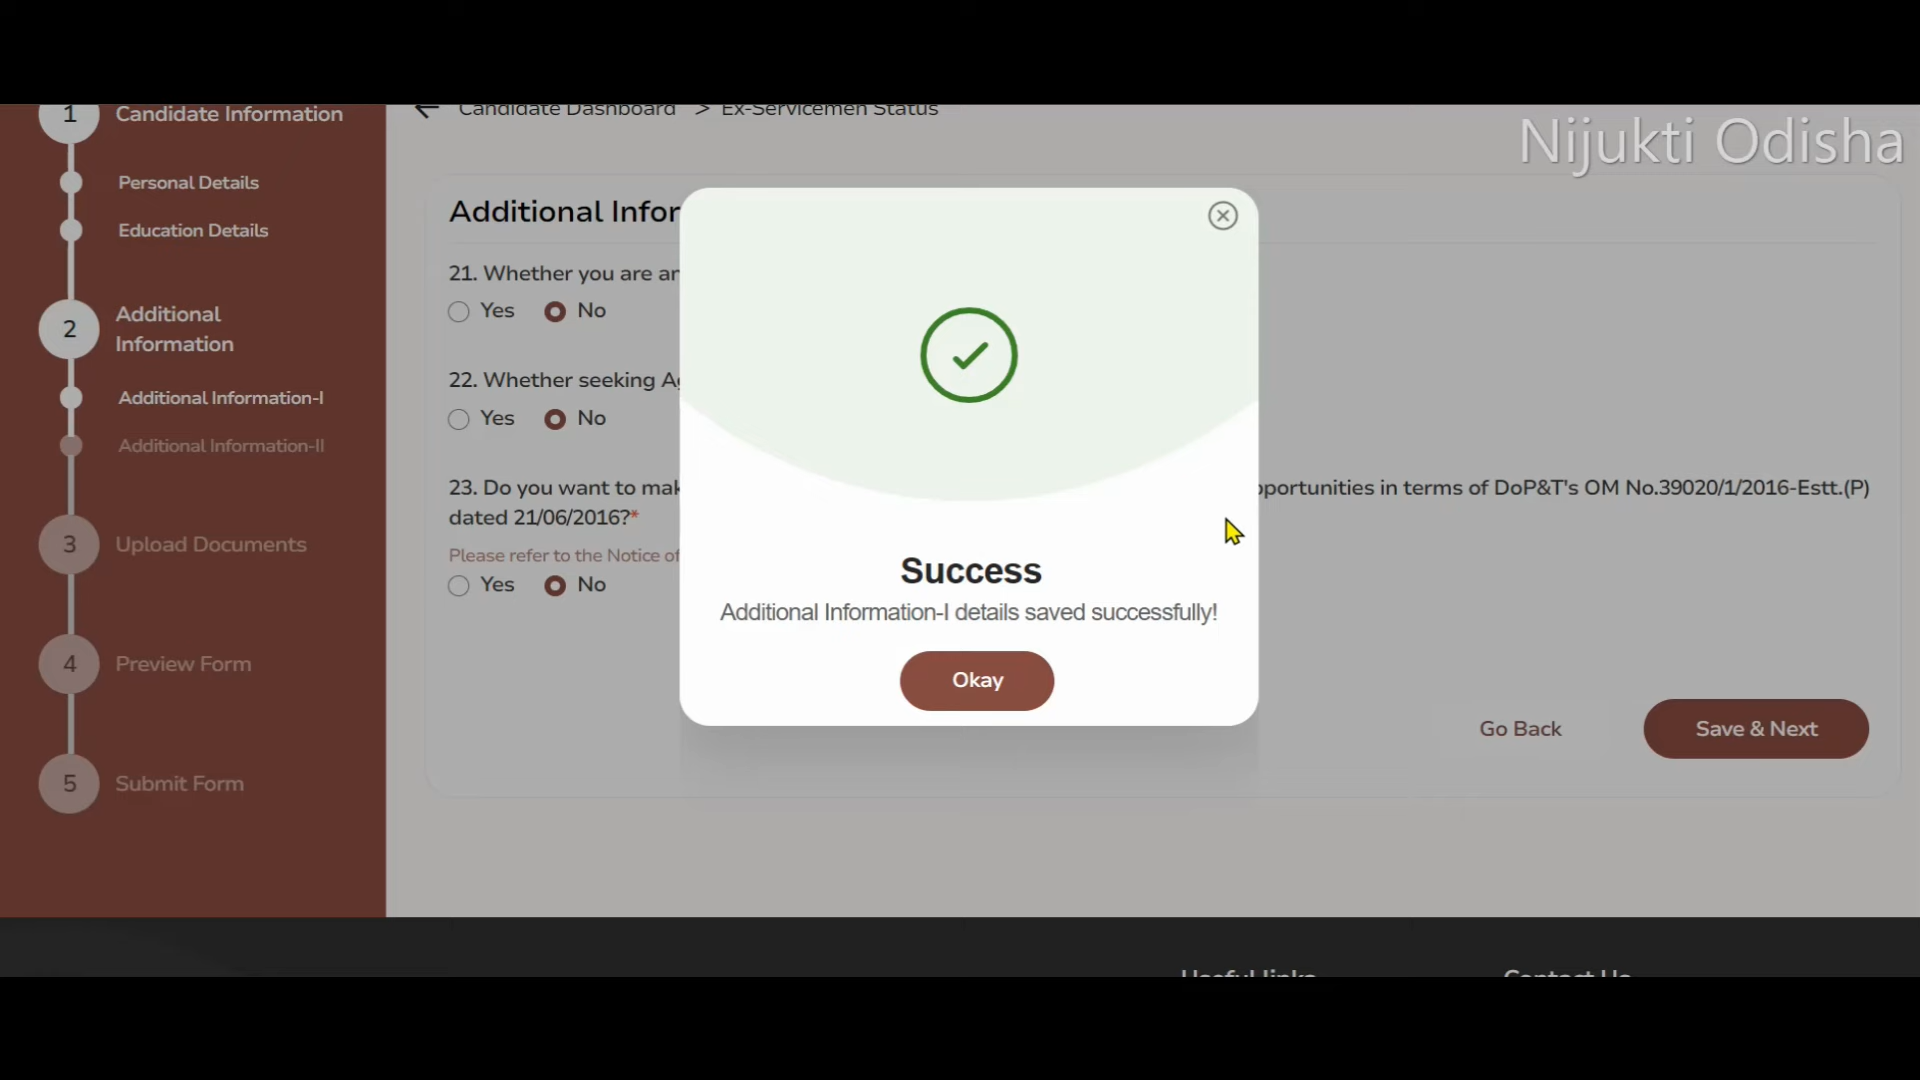 1 Candidate Information
Candidate Dashboard > Ex-Servicemen Status
Nijukti Odisha
Personal Details
Education Details
2 Additional
Information
Additional Information-I
Additional Information-II
3 Upload Documents
4 Preview Form
5 Submit Form
Additional
21. Whether you are
Yes No
22. Whether seeking
Yes No
23. Do you want to
in terms of DoP&T's OM No.39020/1/2016-Estt.(P)
dated 21/06/2016?*
Please refer to the Notice of
Yes No
Success
Additional Information-I details saved successfully!
Okay
Go Back
Save & Next
Useful links
Contact Us